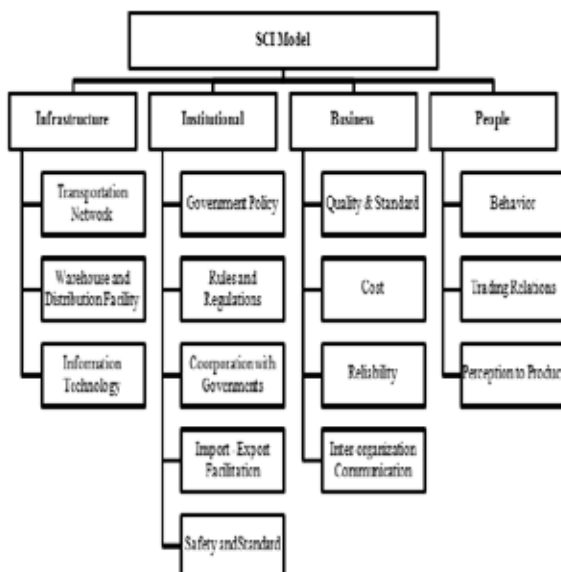 SCI Model
Infrastructure
Institutional
Business
People
Transportation
Network
Warehouse and
Distribution Facility
Information
Technology
Government Policy
Rules and
Regulations
Coorporation with
Governments
Import - Export
Facilitation
Safety and Standard
Quality & Standard
Cost
Reliability
Inter organization
Communication
Behavior
Trading Relations
Perception to Product